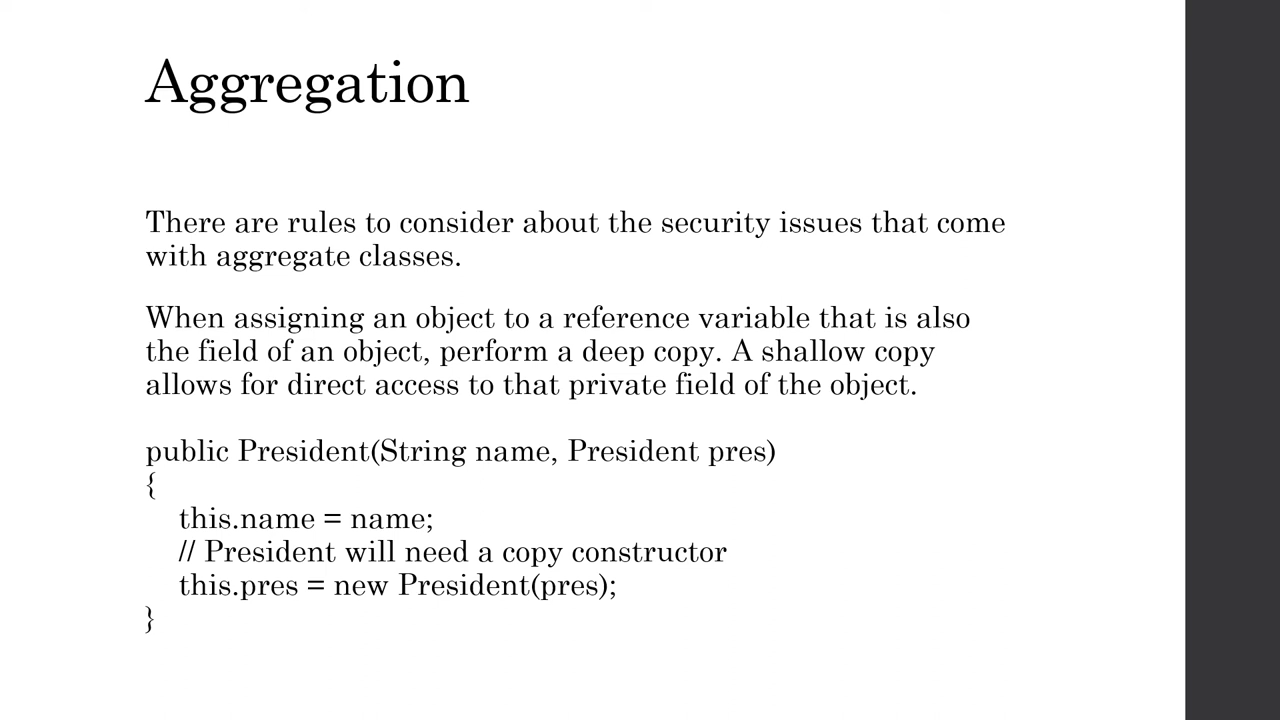 Aggregation
There are rules to consider about the security issues that come
with aggregate classes.
When assigning an object to a reference variable that is also
the field of an object, perform a deep copy. A shallow copy
allows for direct access to that private field of the object.
public President(String name, President pres)
{
this.name = name;
// President will need a copy constructor
this.pres = new President(pres);
}